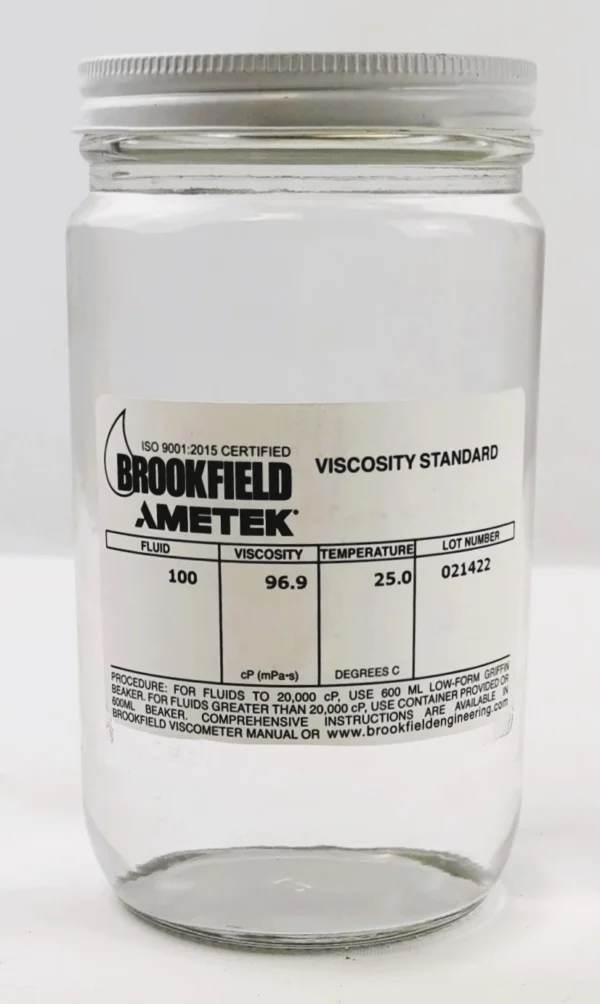 ISO 9001:2015 CERTIFIED
BROOKFIELD
AMETEK
VISCOSITY STANDARD
FLUID VISCOSITY TEMPERATURE LOT NUMBER
100 96.9 25.0 021422
cP (mPa•s) DEGREES C
PROCEDURE: FOR FLUIDS TO 20,000 cP, USE 600 ML LOW-FORM GRIFFIN
BEAKER. FOR FLUIDS GREATER THAN 20,000 cP, USE CONTAINER PROVIDED OR
600ML BEAKER. COMPREHENSIVE INSTRUCTIONS ARE AVAILABLE IN
BROOKFIELD VISCOMETER MANUAL OR www.brookfieldengineering.com